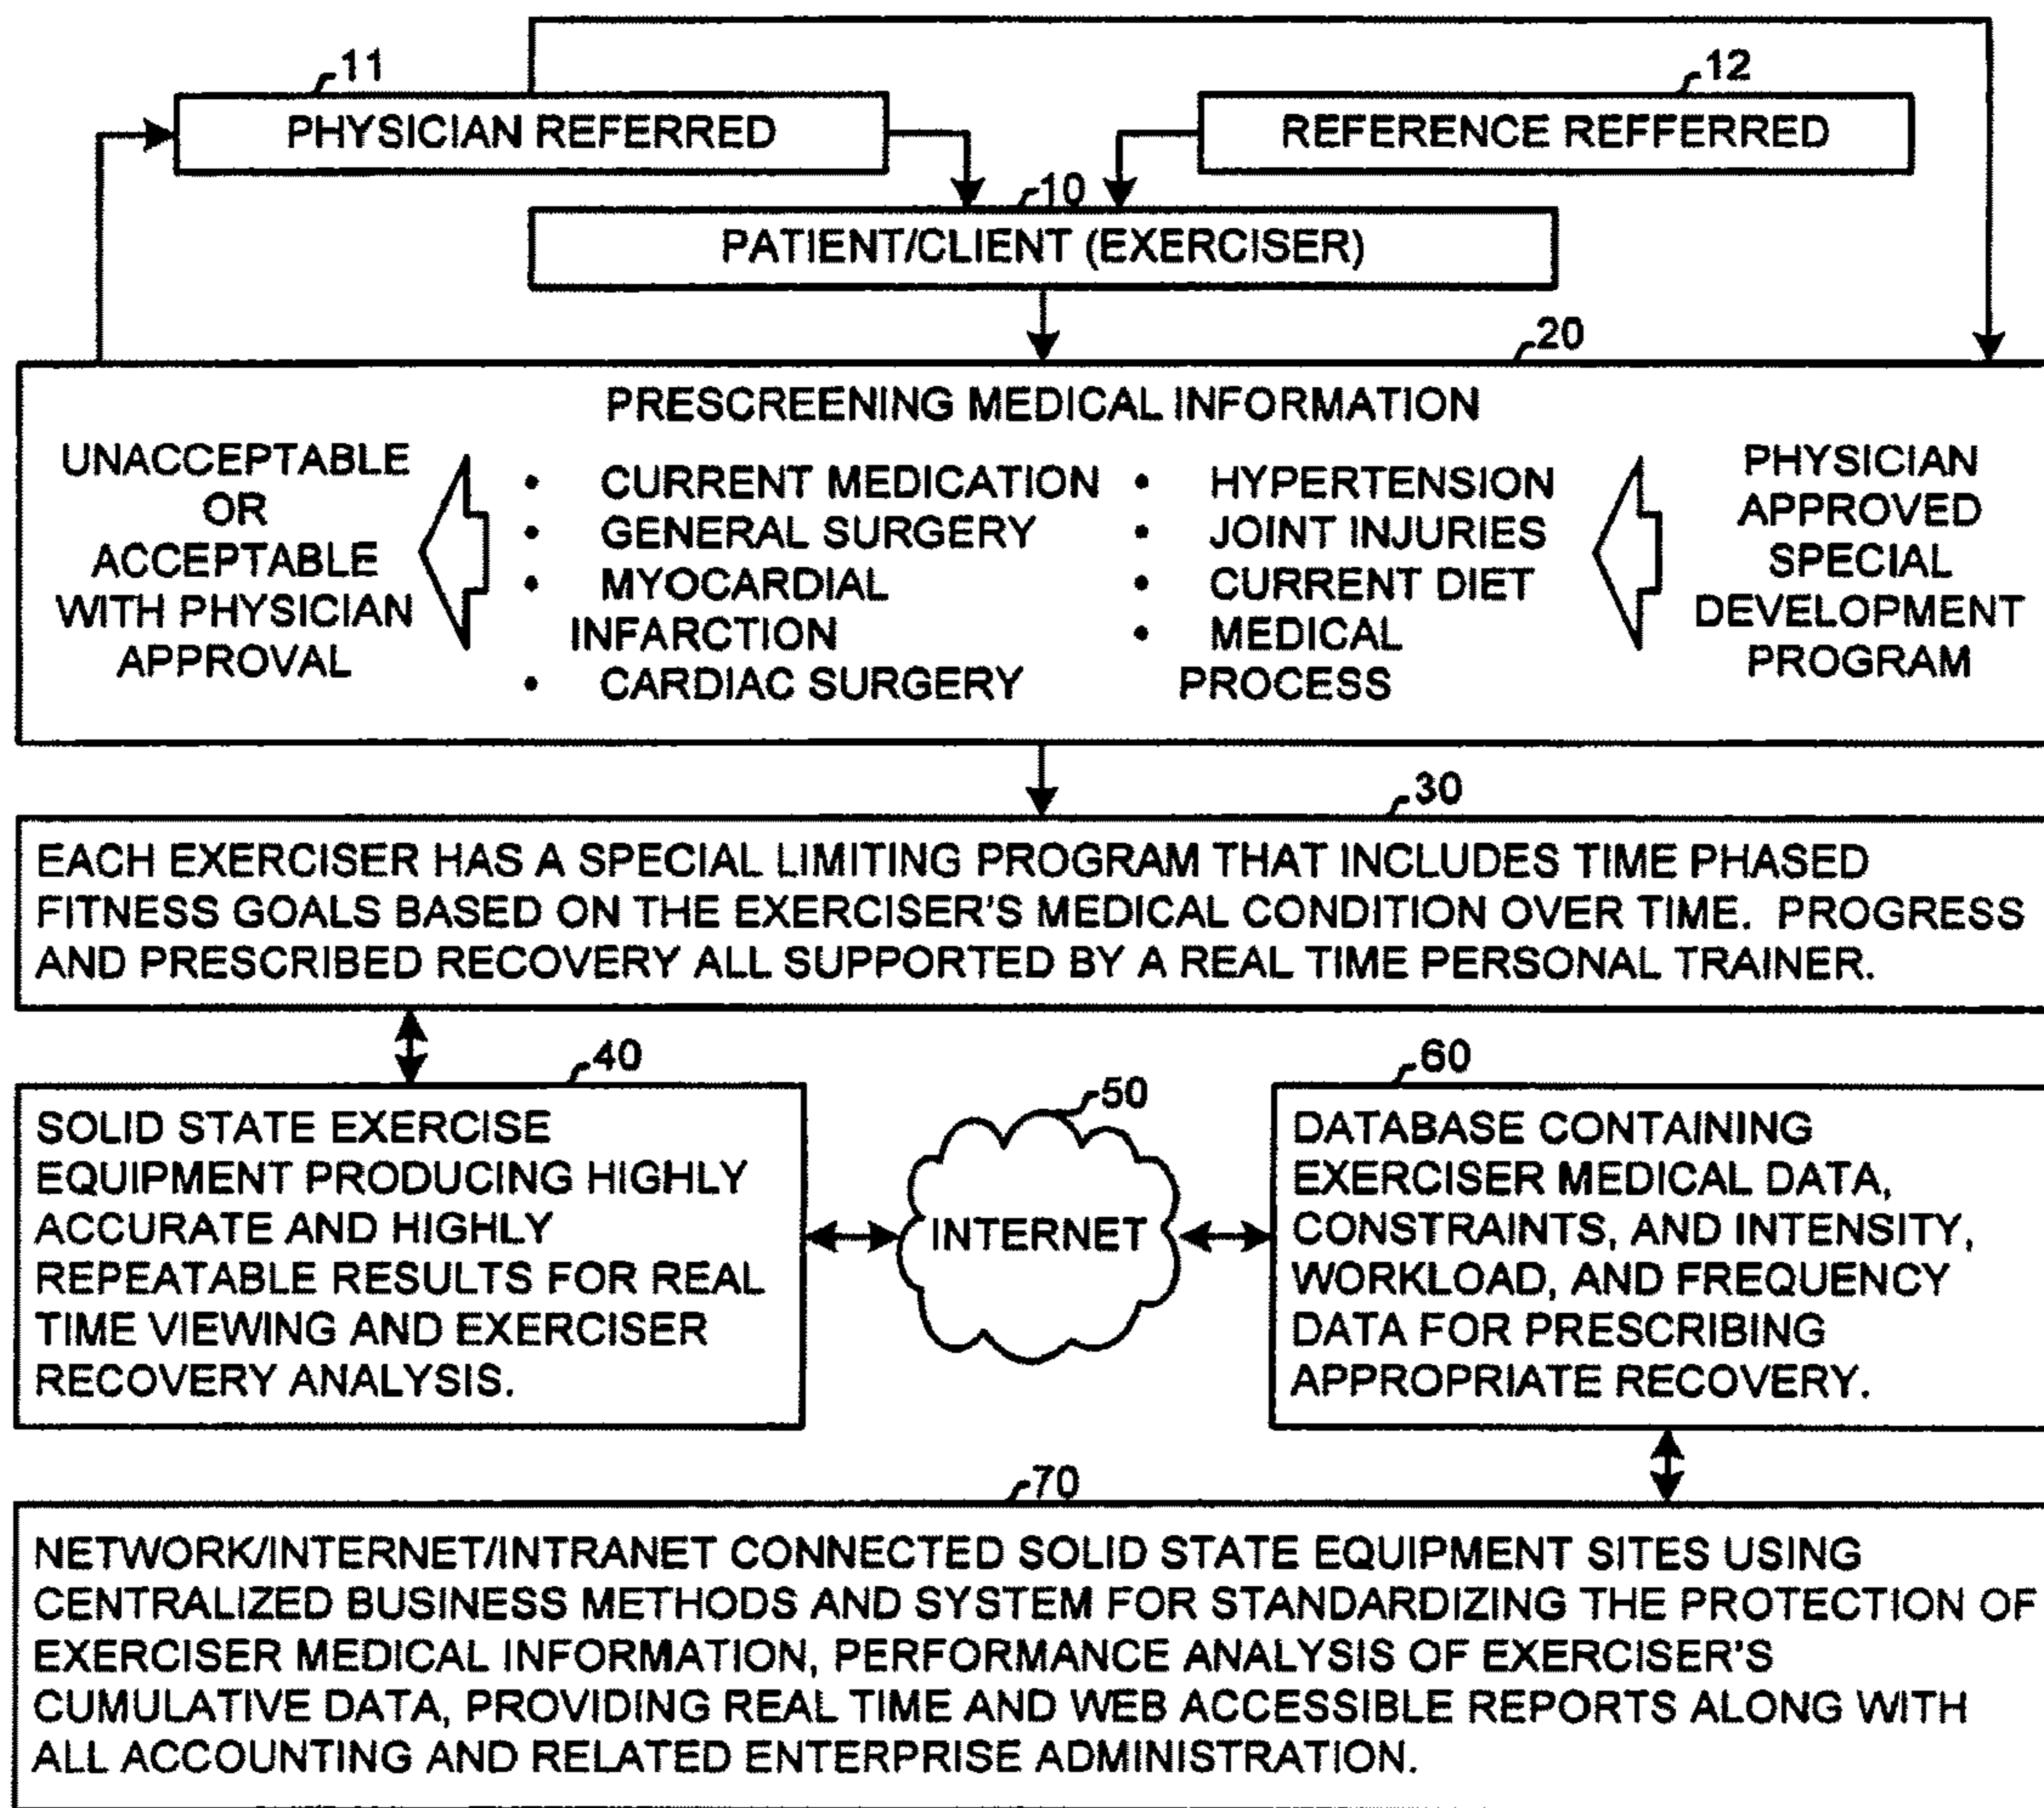 11
12
PHYSICIAN REFERRED
REFERENCE REFFERRED
10
PATIENT/CLIENT (EXERCISER)
20
PRESCREENING MEDICAL INFORMATION
UNACCEPTABLE
OR
ACCEPTABLE
WITH PHYSICIAN
APPROVAL
• CURRENT MEDICATION
• GENERAL SURGERY
• MYOCARDIAL
INFARCTION
• CARDIAC SURGERY
• HYPERTENSION
• JOINT INJURIES
• CURRENT DIET
• MEDICAL
PROCESS
PHYSICIAN
APPROVED
SPECIAL
DEVELOPMENT
PROGRAM
30
EACH EXERCISER HAS A SPECIAL LIMITING PROGRAM THAT INCLUDES TIME PHASED
FITNESS GOALS BASED ON THE EXERCISER'S MEDICAL CONDITION OVER TIME. PROGRESS
AND PRESCRIBED RECOVERY ALL SUPPORTED BY A REAL TIME PERSONAL TRAINER.
40
SOLID STATE EXERCISE
EQUIPMENT PRODUCING HIGHLY
ACCURATE AND HIGHLY
REPEATABLE RESULTS FOR REAL
TIME VIEWING AND EXERCISER
RECOVERY ANALYSIS.
50
INTERNET
60
DATABASE CONTAINING
EXERCISER MEDICAL DATA,
CONSTRAINTS, AND INTENSITY,
WORKLOAD, AND FREQUENCY
DATA FOR PRESCRIBING
APPROPRIATE RECOVERY.
70
NETWORK/INTERNET/INTRANET CONNECTED SOLID STATE EQUIPMENT SITES USING
CENTRALIZED BUSINESS METHODS AND SYSTEM FOR STANDARDIZING THE PROTECTION OF
EXERCISER MEDICAL INFORMATION, PERFORMANCE ANALYSIS OF EXERCISER'S
CUMULATIVE DATA, PROVIDING REAL TIME AND WEB ACCESSIBLE REPORTS ALONG WITH
ALL ACCOUNTING AND RELATED ENTERPRISE ADMINISTRATION.